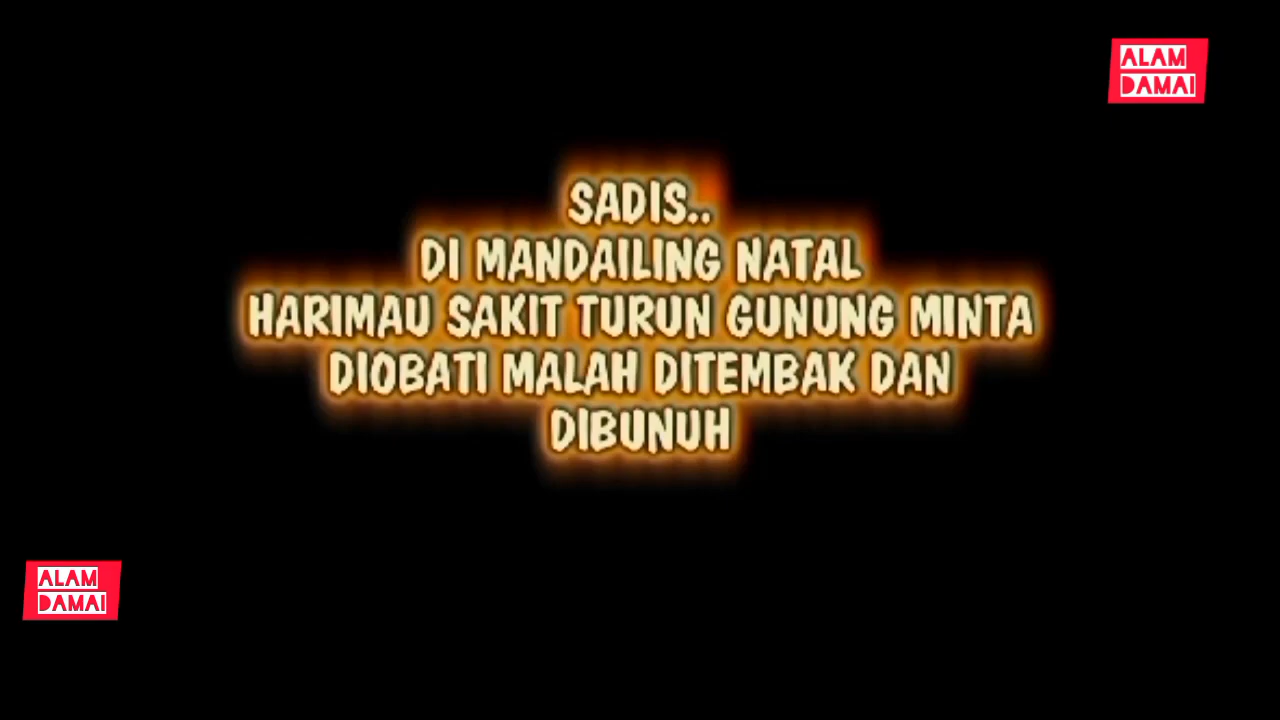 ALAM
DAMAI
SADIS..
DI MANDAILING NATAL
HARIMAU SAKIT TURUN GUNUNG MINTA
DIOBATI MALAH DITEMBAK DAN
DIBUNUH
ALAM
DAMAI